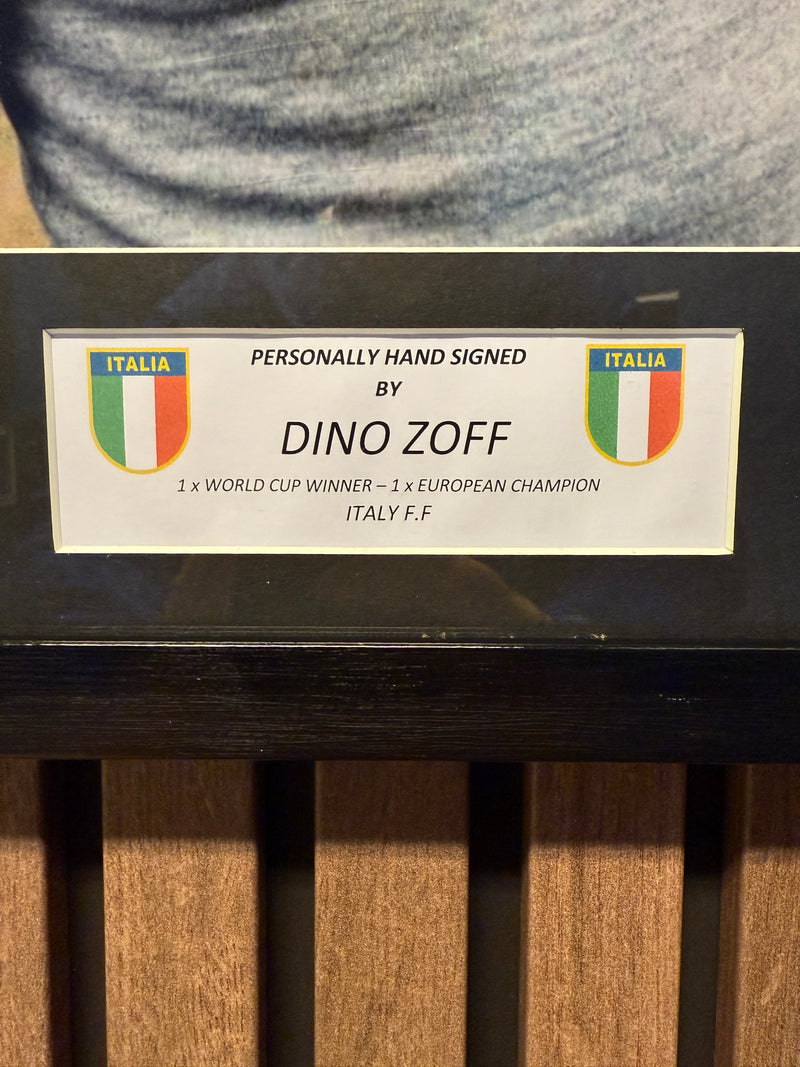 ITALIA
ITALIA
PERSONALLY HAND SIGNED
BY
DINO ZOFF
1 x WORLD CUP WINNER – 1 x EUROPEAN CHAMPION
ITALY F.F